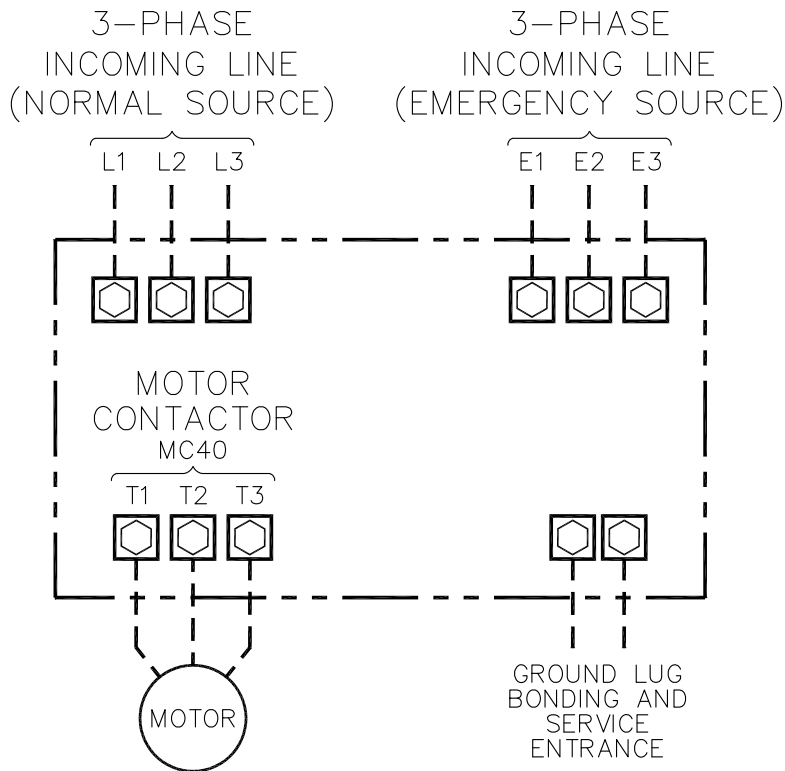 3-PHASE
INCOMING LINE
(NORMAL SOURCE)
L1 L2 L3
3-PHASE
INCOMING LINE
(EMERGENCY SOURCE)
E1 E2 E3
MOTOR
CONTACTOR
MC40
T1 T2 T3
MOTOR
GROUND LUG
BONDING AND
SERVICE
ENTRANCE